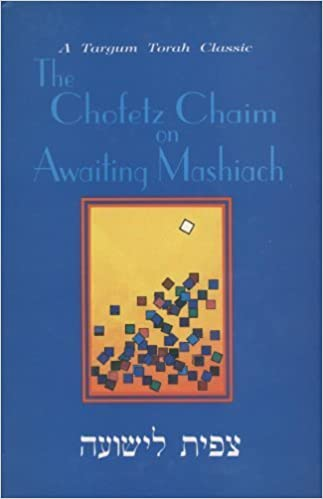 A Targum Torah Classic
The
Chofetz Chaim
on
Awaiting Mashiach
צפית לישועה